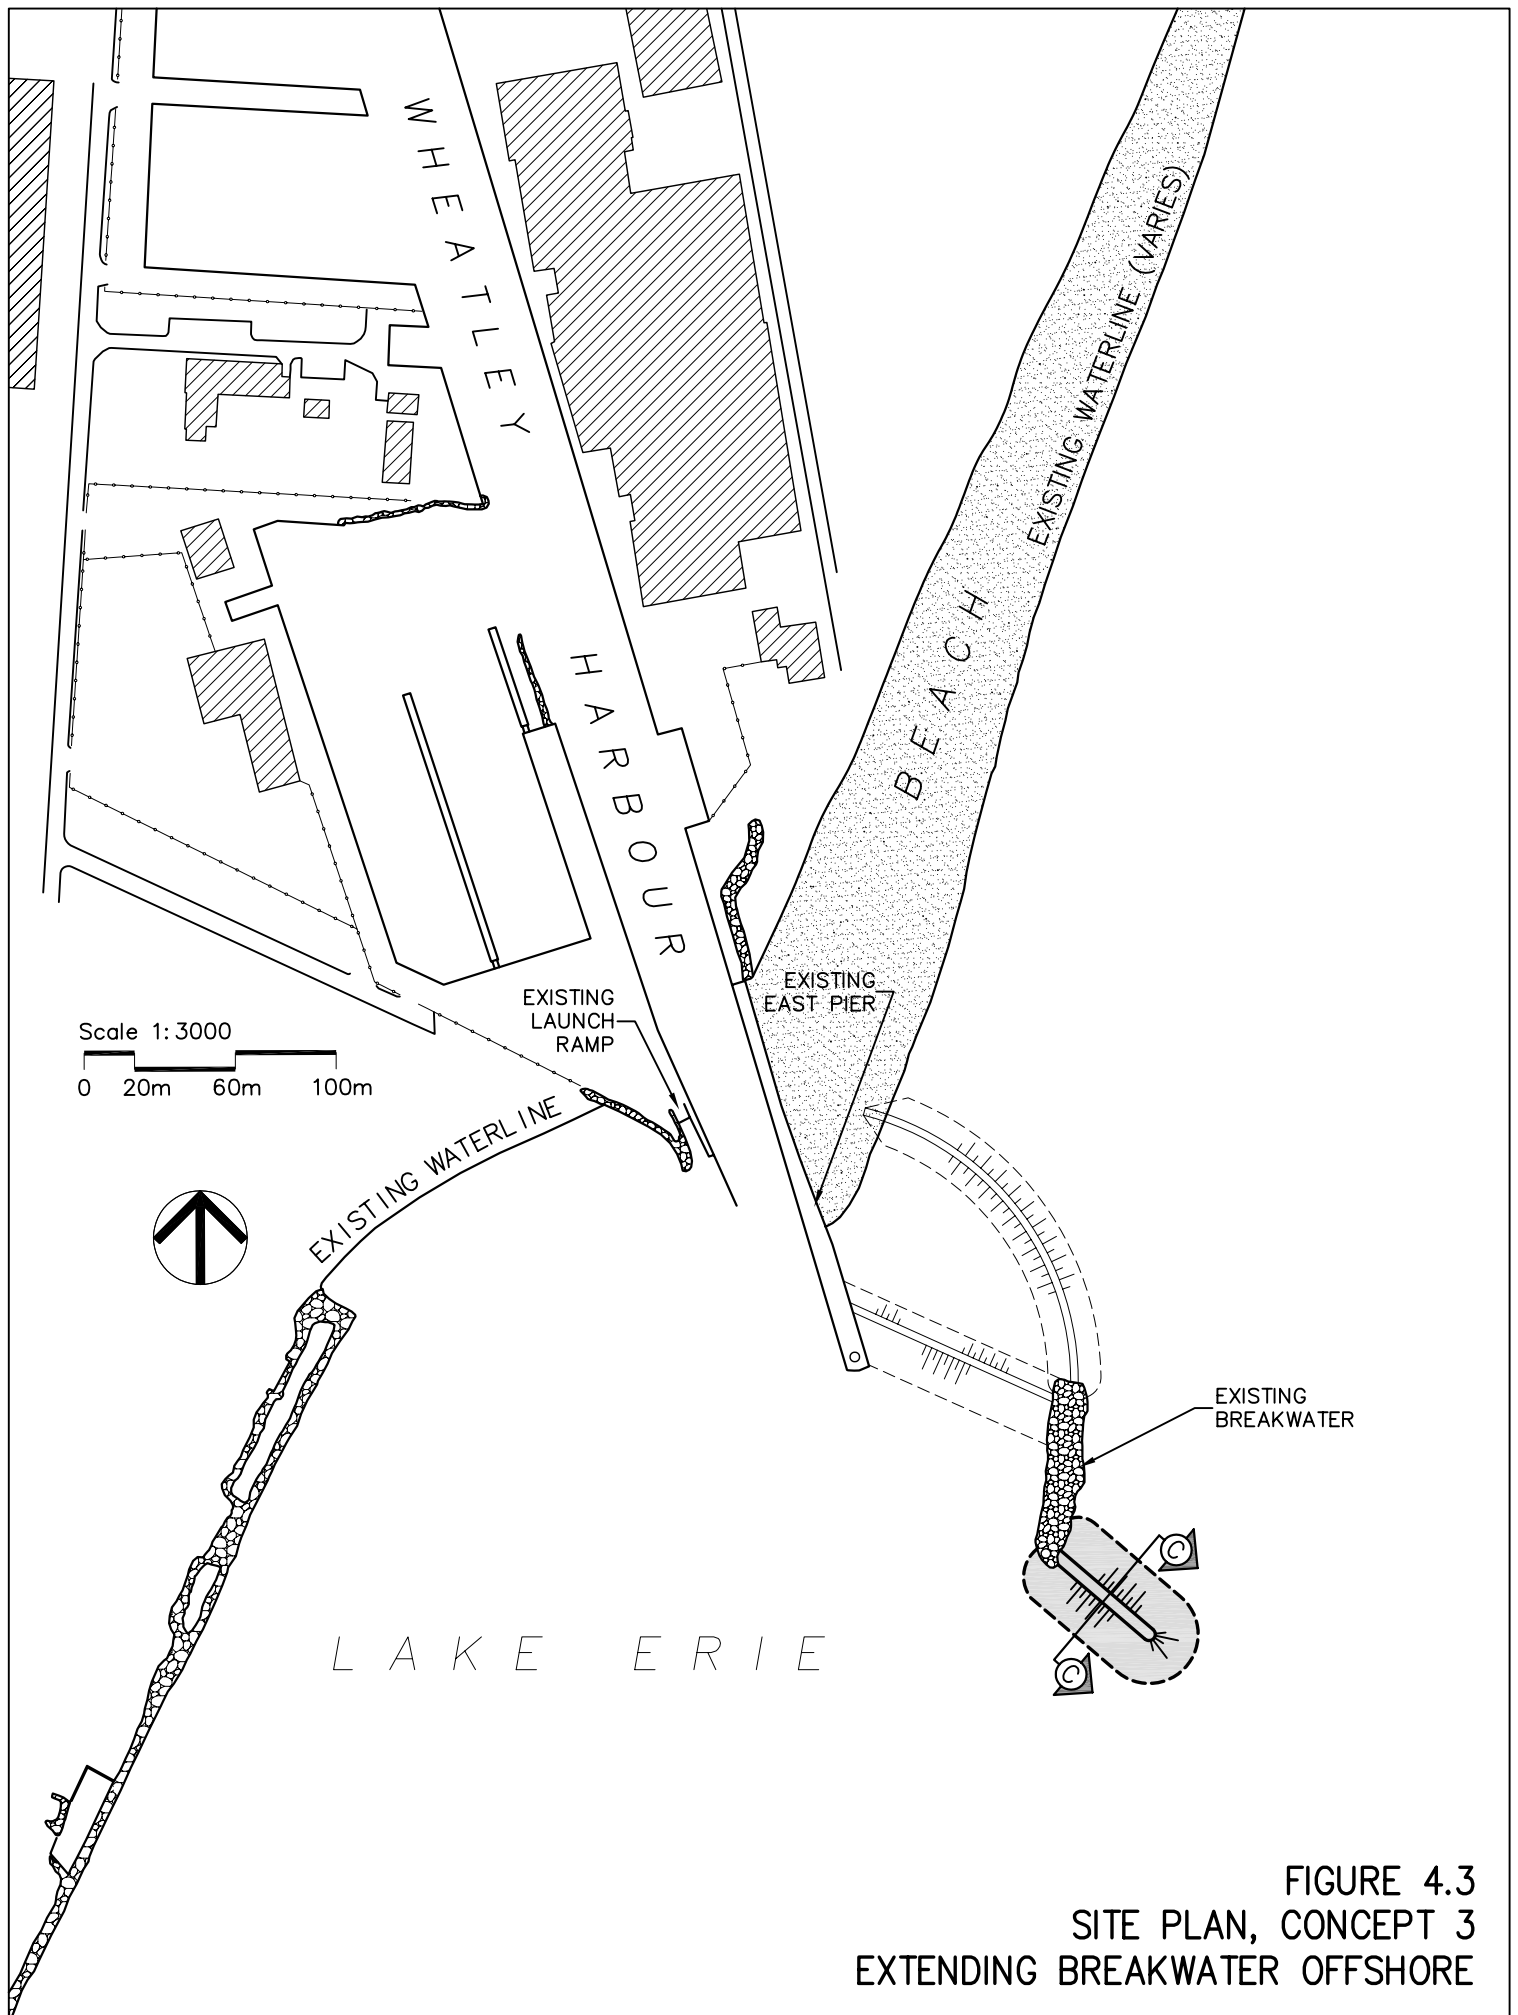 WHEATLEY
HARBOUR
EXISTING WATERLINE (VARIES)
BEACH
EXISTING
EAST PIER
EXISTING
LAUNCH
RAMP
Scale 1:3000
0 20m 60m 100m
EXISTING WATERLINE
EXISTING
BREAKWATER
C
C
LAKE ERIE
FIGURE 4.3
SITE PLAN, CONCEPT 3
EXTENDING BREAKWATER OFFSHORE